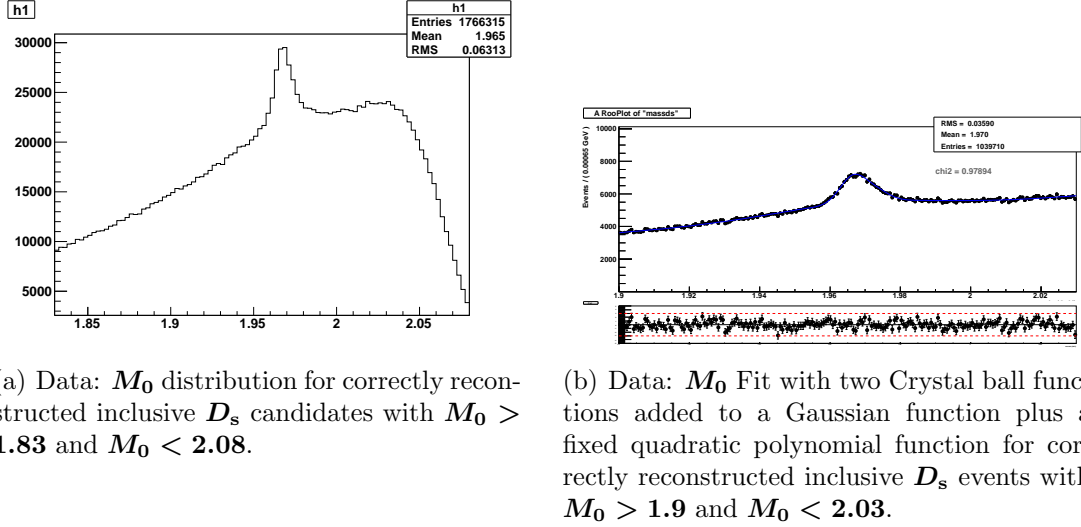 h1
h1
Entries 1766315
Mean 1.965
RMS 0.06313
30000
25000
20000
15000
10000
5000
1.85 1.9 1.95 2 2.05
(a) Data: M0 distribution for correctly recon-
structed inclusive Ds candidates with M0 >
1.83 and M0 < 2.08.
A RooPlot of "massds"
RMS = 0.03590
Mean = 1.970
Entries = 1039710
chi2 = 0.97894
Events / ( 0.00065 GeV )
10000
8000
6000
4000
2000
1.9 1.92 1.94 1.96 1.98 2 2.02
(b) Data: M0 Fit with two Crystal ball func
tions added to a Gaussian function plus a
fixed quadratic polynomial function for cor
rectly reconstructed inclusive Ds events with
M0 > 1.9 and M0 < 2.03.